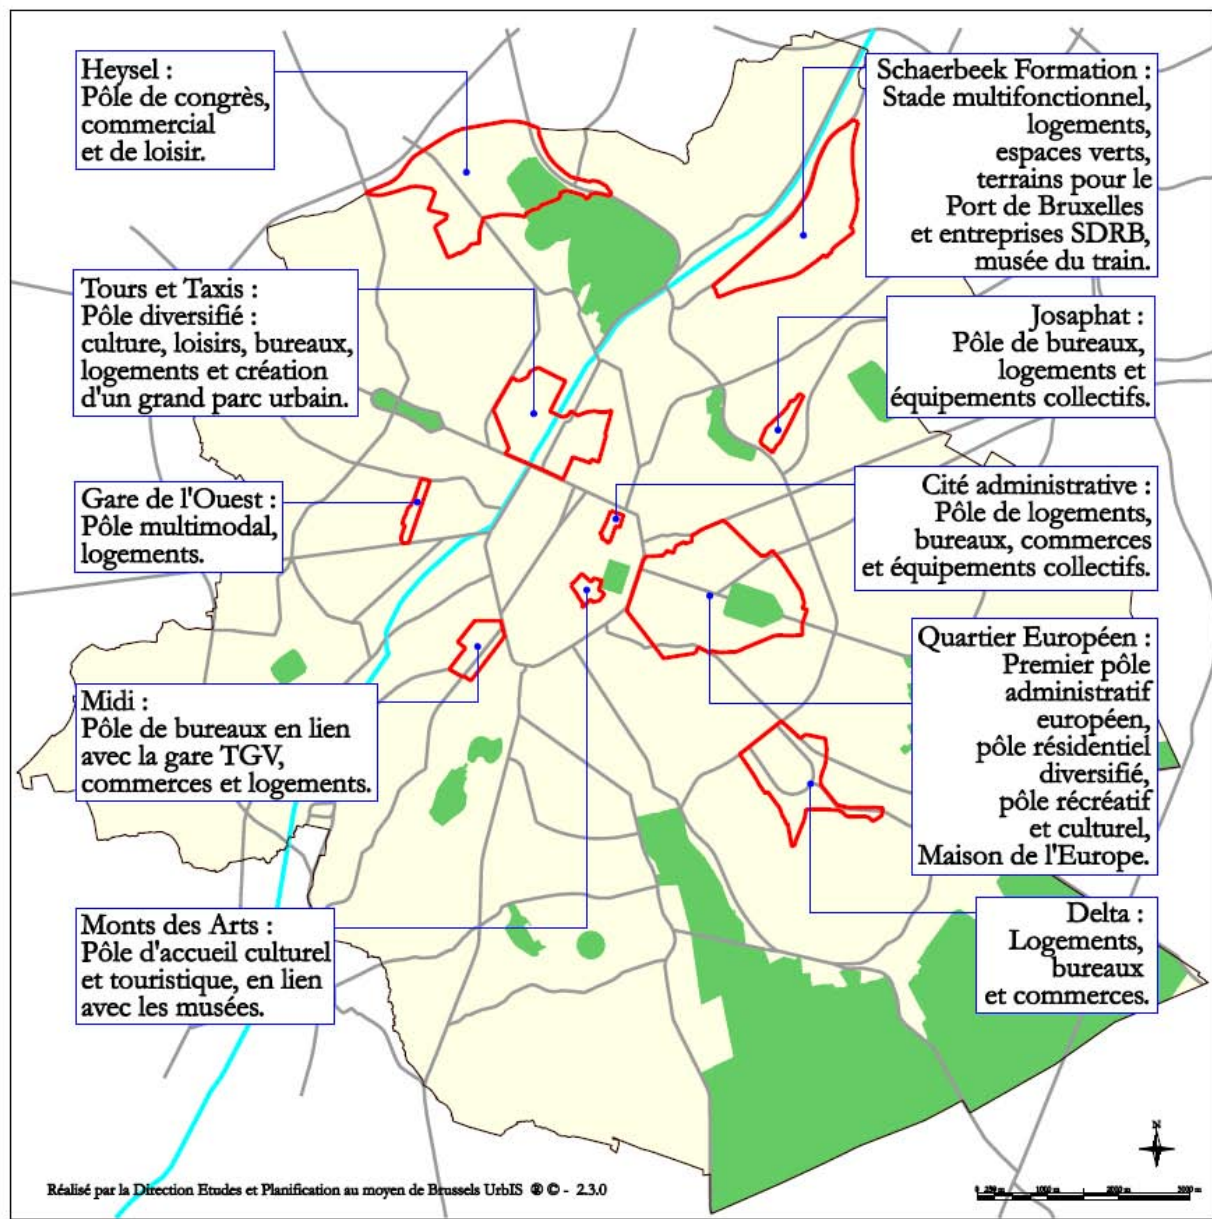 Heysel :
Pôle de congrès,
commercial
et de loisir.
Schaerbeek Formation :
Stade multifonctionnel,
logements,
espaces verts,
terrains pour le
Port de Bruxelles
et entreprises SDRB,
musée du train.
Tours et Taxis :
Pôle diversifié :
culture, loisirs, bureaux,
logements et création
d'un grand parc urbain.
Josaphat :
Pôle de bureaux,
logements et
équipements collectifs.
Gare de l'Ouest :
Pôle multimodal,
logements.
Cité administrative :
Pôle de logements,
bureaux, commerces
et équipements collectifs.
Quartier Européen :
Premier pôle
administratif
européen,
pôle résidentiel
diversifié,
pôle récréatif
et culturel,
Maison de l'Europe.
Midi :
Pôle de bureaux en lien
avec la gare TGV,
commerces et logements.
Monts des Arts :
Pôle d'accueil culturel
et touristique, en lien
avec les musées.
Delta :
Logements,
bureaux
et commerces.
N
Réalisé par la Direction Etudes et Planification au moyen de Brussels UrbIS ® © - 2.3.0
0 250 m 1000 m 2000 m